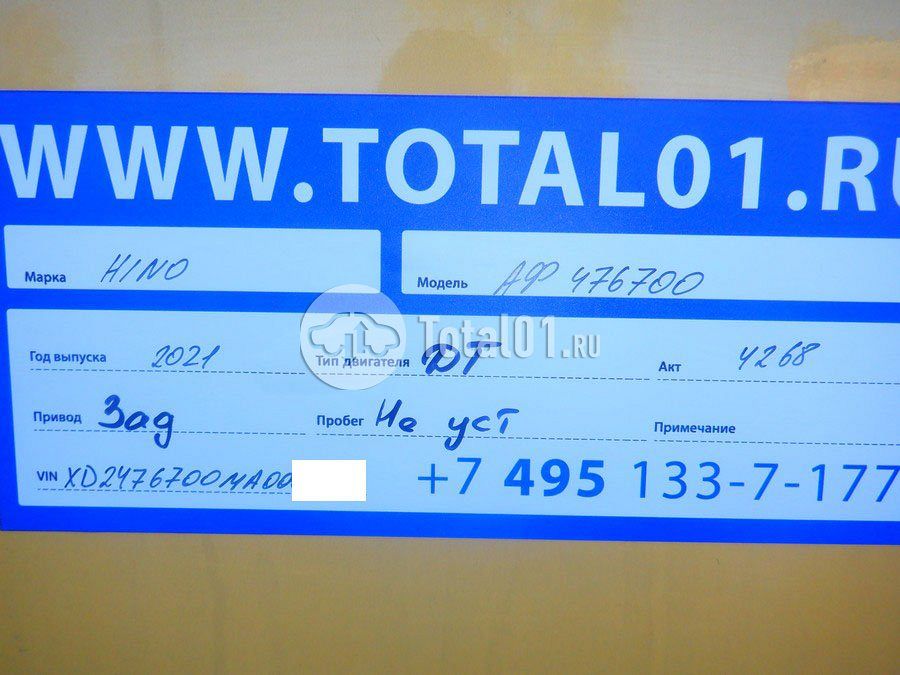 WWW.TOTAL01.RU
Марка HINO Модель АФ 476700
Total01.RU
Год выпуска 2021 Тип двигателя ДТ Акт 4268
Привод Зад Пробег Не уст Примечание
VIN XD2476700MA00 +7 495 133-7-177